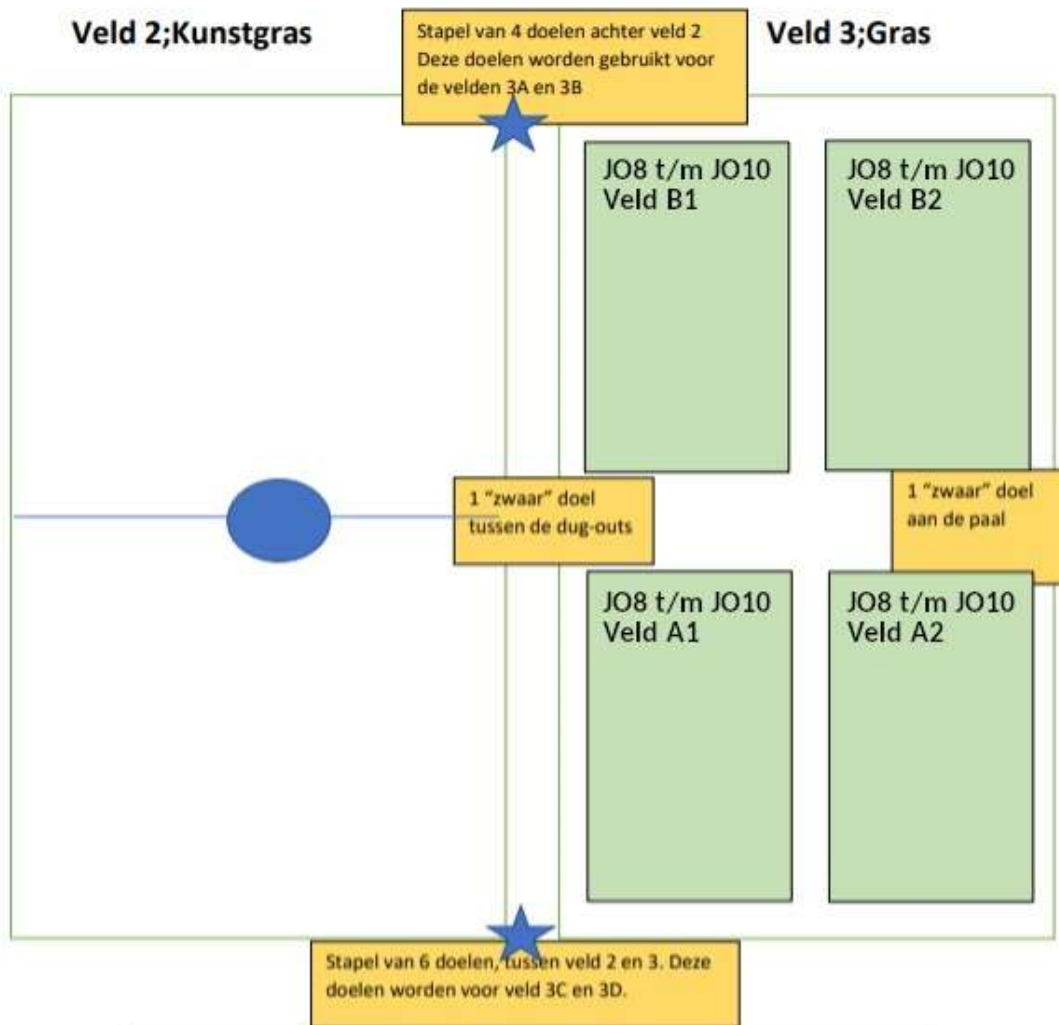 Veld 2;Kunstgras
Stapel van 4 doelen achter veld 2
Deze doelen worden gebruikt voor
de velden 3A en 3B
Veld 3;Gras
JO8 t/m JO10
Veld B1
JO8 t/m JO10
Veld B2
1 “zwaar” doel
tussen de dug-outs
1 “zwaar” doel
aan de paal
JO8 t/m JO10
Veld A1
JO8 t/m JO10
Veld A2
Stapel van 6 doelen, tussen veld 2 en 3. Deze
doelen worden voor veld 3C en 3D.